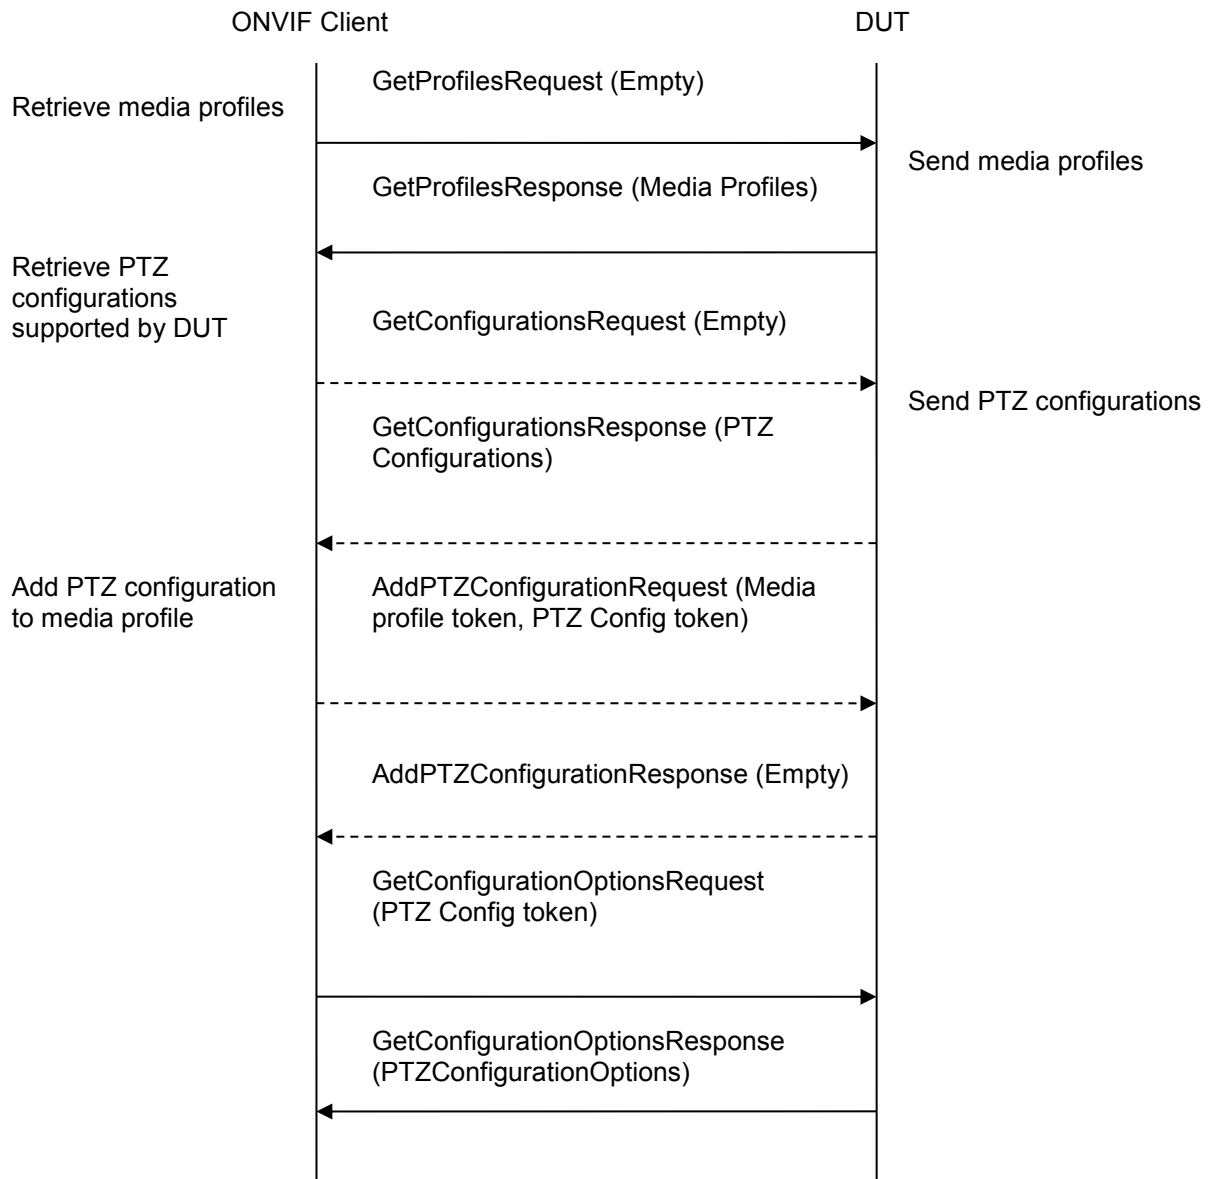 ONVIF Client
DUT
GetProfilesRequest (Empty)
Retrieve media profiles
Send media profiles
GetProfilesResponse (Media Profiles)
Retrieve PTZ
configurations
supported by DUT
GetConfigurationsRequest (Empty)
Send PTZ configurations
GetConfigurationsResponse (PTZ
Configurations)
Add PTZ configuration
to media profile
AddPTZConfigurationRequest (Media
profile token, PTZ Config token)
AddPTZConfigurationResponse (Empty)
GetConfigurationOptionsRequest
(PTZ Config token)
GetConfigurationOptionsResponse
(PTZConfigurationOptions)